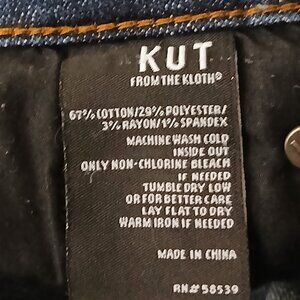 KUT
FROM THE KLOTH®
67% COTTON/29% POLYESTER/
3% RAYON/1% SPANDEX
MACHINE WASH COLD
INSIDE OUT
ONLY NON-CHLORINE BLEACH
IF NEEDED
TUMBLE DRY LOW
OR FOR BETTER CARE
LAY FLAT TO DRY
WARM IRON IF NEEDED
MADE IN CHINA
RN# 58539